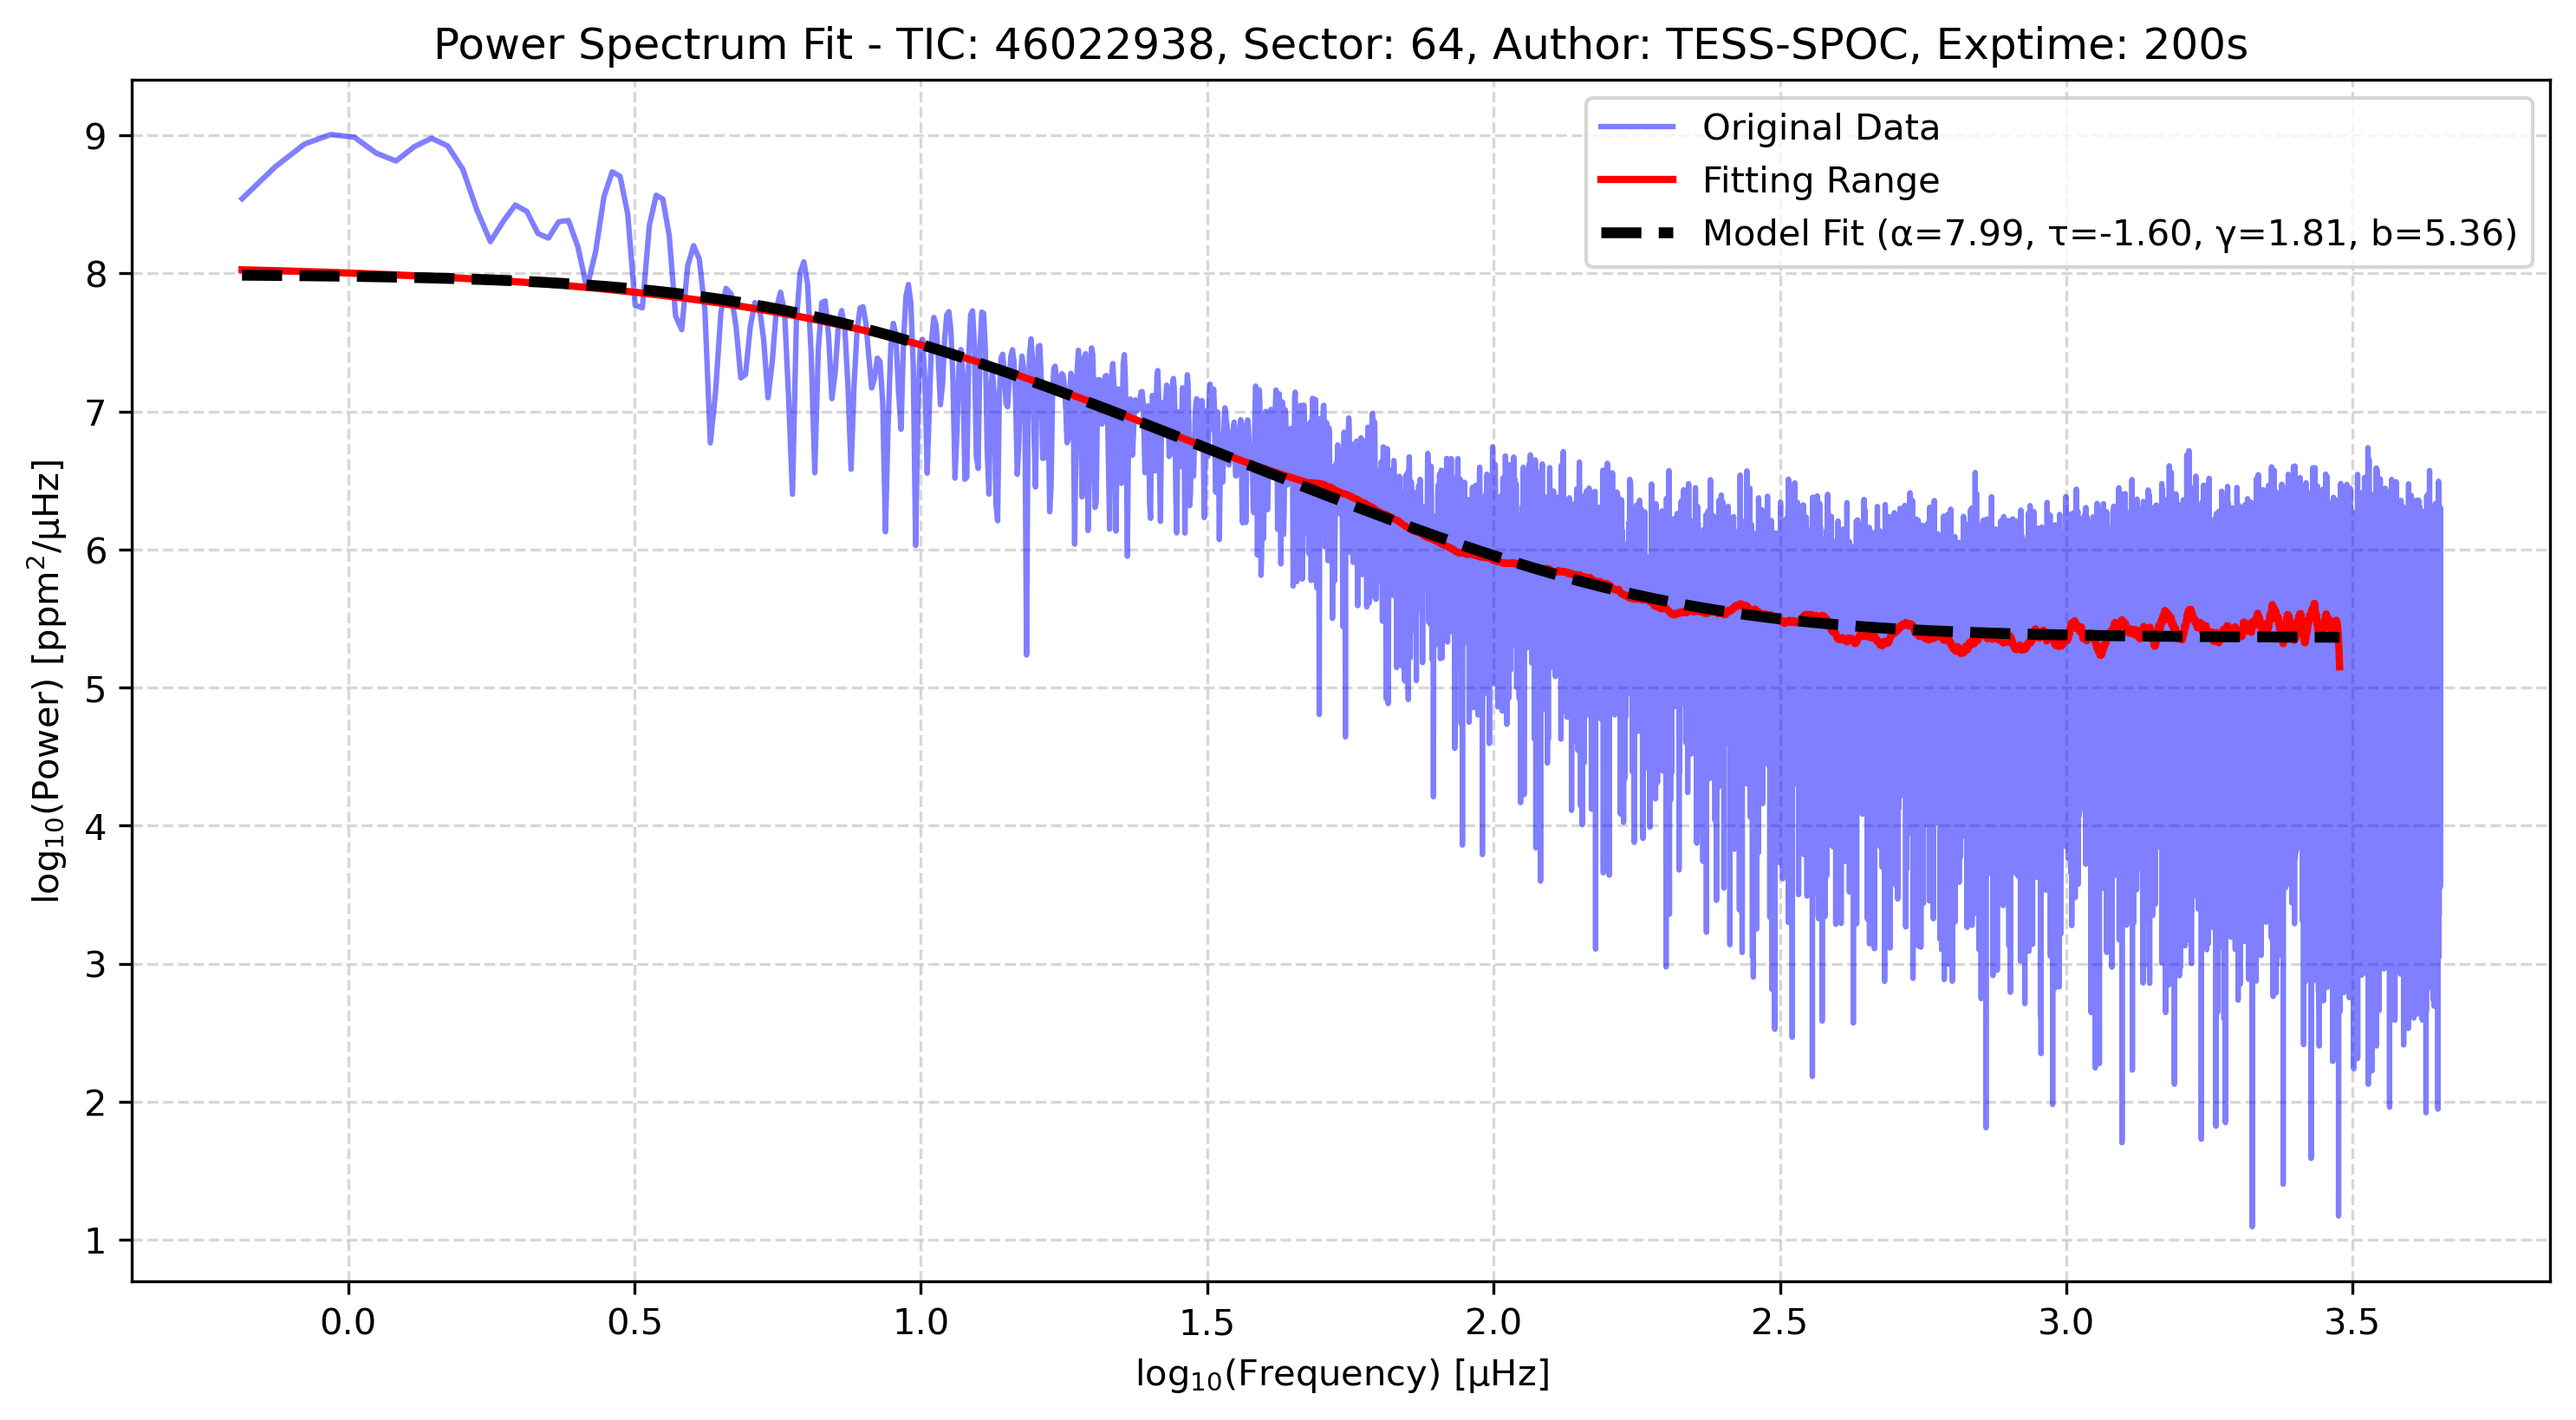 Power Spectrum Fit - TIC: 46022938, Sector: 64, Author: TESS-SPOC, Exptime: 200s
Original Data
Fitting Range
Model Fit (α=7.99, τ=-1.60, γ=1.81, b=5.36)
log₁₀(Power) [ppm²/μHz]
9
8
7
6
5
4
3
2
1
0.0 0.5 1.0 1.5 2.0 2.5 3.0 3.5
log₁₀(Frequency) [μHz]